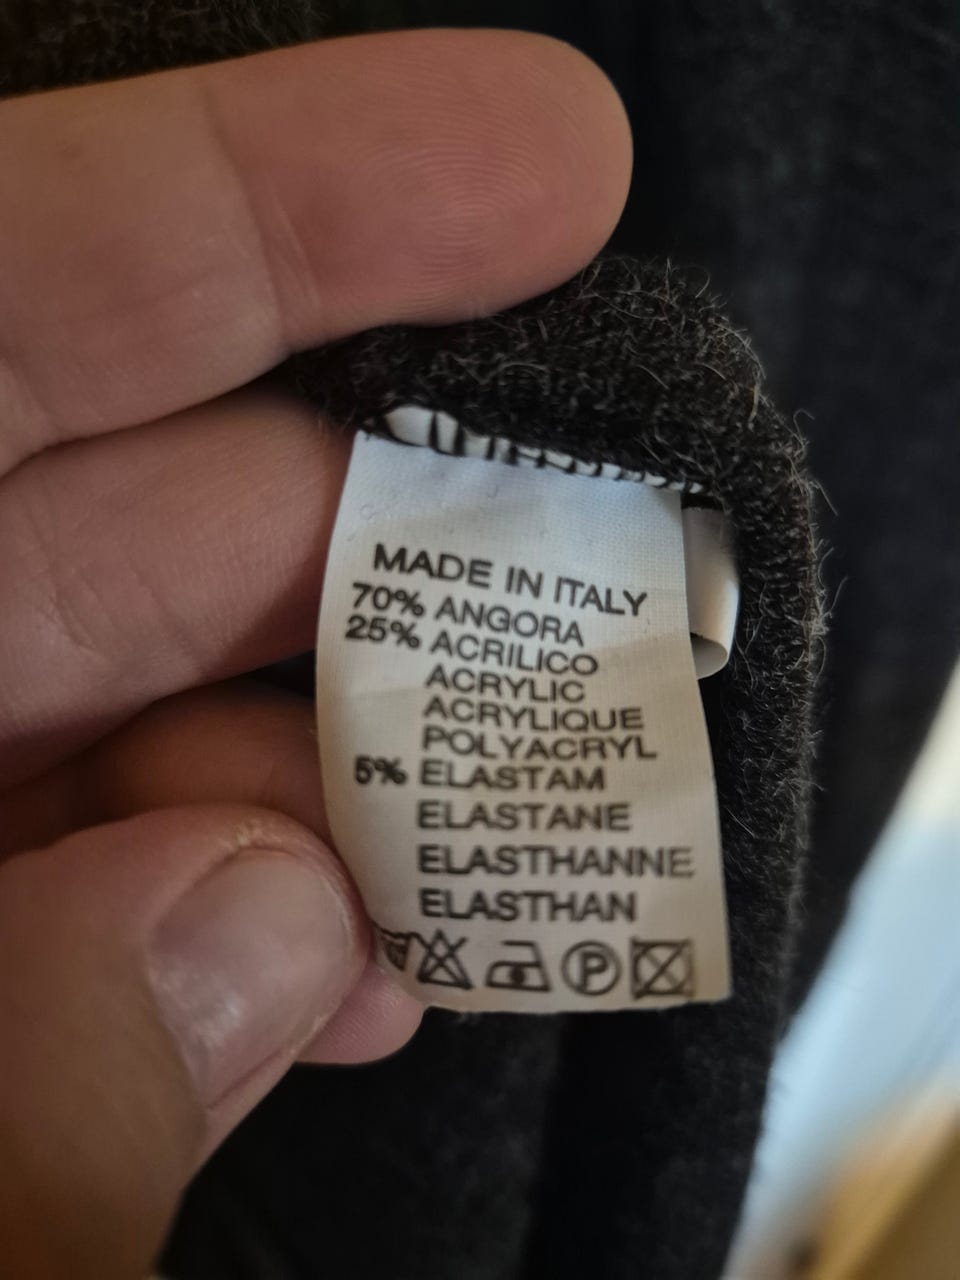 MADE IN ITALY
70% ANGORA
25% ACRILICO
ACRYLIC
ACRYLIQUE
POLYACRYL
5% ELASTAM
ELASTANE
ELASTHANNE
ELASTHAN
P